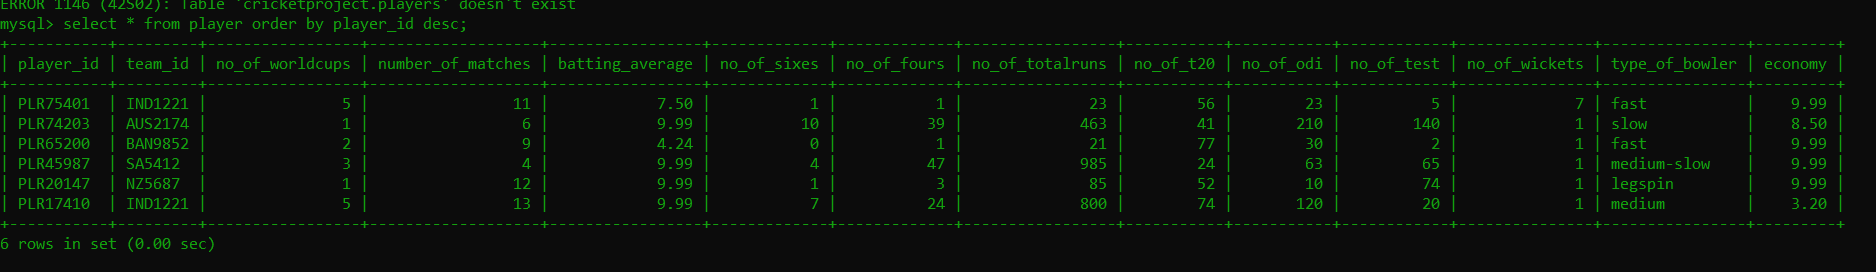 ERROR 1146 (42S02): Table 'cricketproject.players' doesn't exist
mysql> select * from player order by player_id desc;
+-----------+---------+-----------------+-------------------+-----------------+-------------+-------------+-----------------+-----------+-----------+------------+---------------+----------------+---------+
| player_id | team_id | no_of_worldcups | number_of_matches | batting_average | no_of_sixes | no_of_fours | no_of_totalruns | no_of_t20 | no_of_odi | no_of_test | no_of_wickets | type_of_bowler | economy |
+-----------+---------+-----------------+-------------------+-----------------+-------------+-------------+-----------------+-----------+-----------+------------+---------------+----------------+---------+
| PLR75401  | IND1221 |               5 |                11 |            7.50 |           1 |           1 |              23 |        56 |        23 |          5 |             7 | fast           |    9.99 |
| PLR74203  | AUS2174 |               1 |                 6 |            9.99 |          10 |          39 |             463 |        41 |       210 |        140 |             1 | slow           |    8.50 |
| PLR65200  | BAN9852 |               2 |                 9 |            4.24 |           0 |           1 |              21 |        77 |        30 |          2 |             1 | fast           |    9.99 |
| PLR45987  | SA5412  |               3 |                 4 |            9.99 |           4 |          47 |             985 |        24 |        63 |         65 |             1 | medium-slow    |    9.99 |
| PLR20147  | NZ5687  |               1 |                12 |            9.99 |           1 |           3 |              85 |        52 |        10 |         74 |             1 | legspin        |    9.99 |
| PLR17410  | IND1221 |               5 |                13 |            9.99 |           7 |          24 |             800 |        74 |       120 |         20 |             1 | medium         |    3.20 |
+-----------+---------+-----------------+-------------------+-----------------+-------------+-------------+-----------------+-----------+-----------+------------+---------------+----------------+---------+
6 rows in set (0.00 sec)